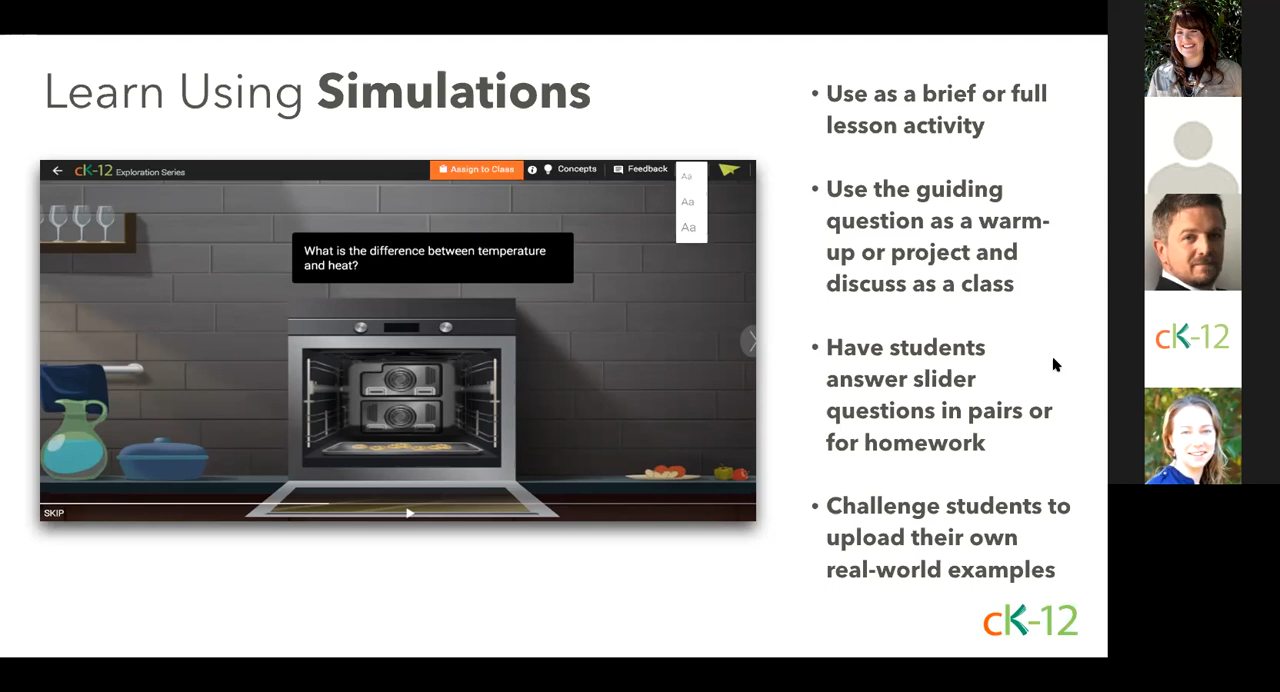 Learn Using Simulations
cK-12 Exploration Series
Assign to Class
Concepts
Feedback
Aa
Aa
Aa
What is the difference between temperature
and heat?
SKIP
• Use as a brief or full
lesson activity
• Use the guiding
question as a warm-
up or project and
discuss as a class
• Have students
answer slider
questions in pairs or
for homework
• Challenge students to
upload their own
real-world examples
cK-12
cK-12